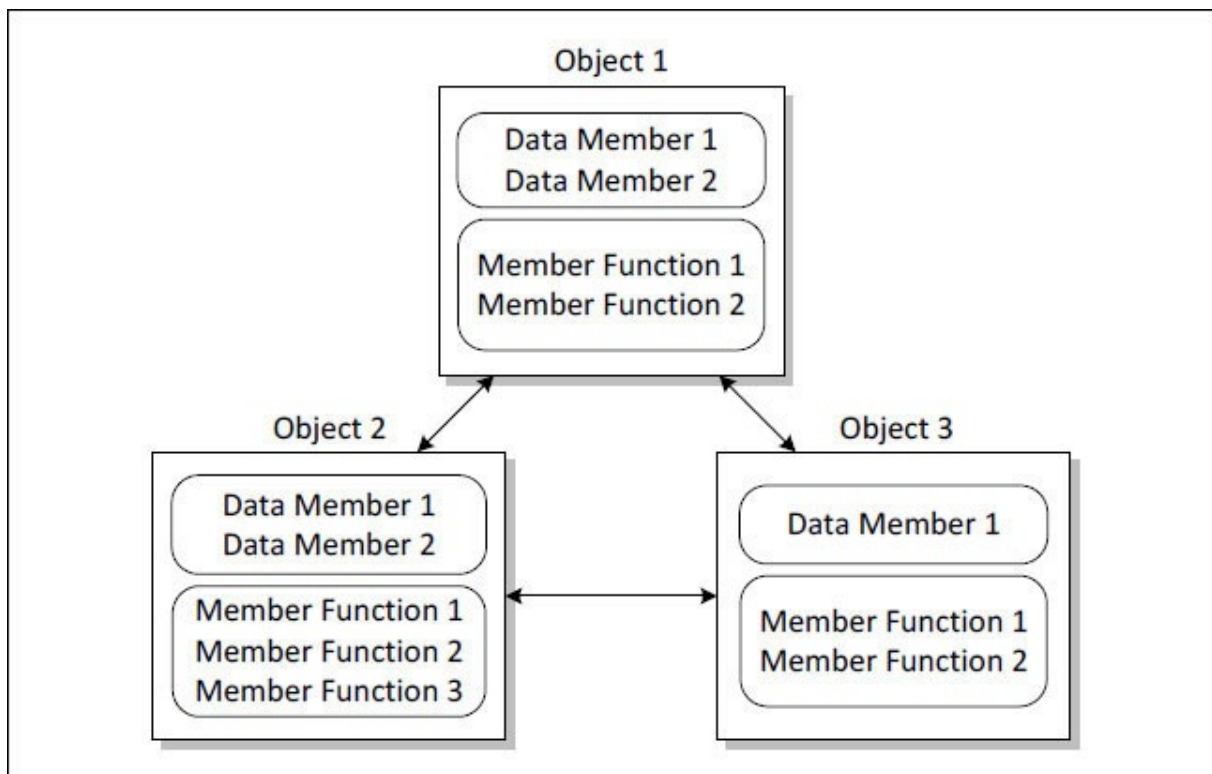 Object 1
Data Member 1
Data Member 2
Member Function 1
Member Function 2
Object 2
Data Member 1
Data Member 2
Member Function 1
Member Function 2
Member Function 3
Object 3
Data Member 1
Member Function 1
Member Function 2